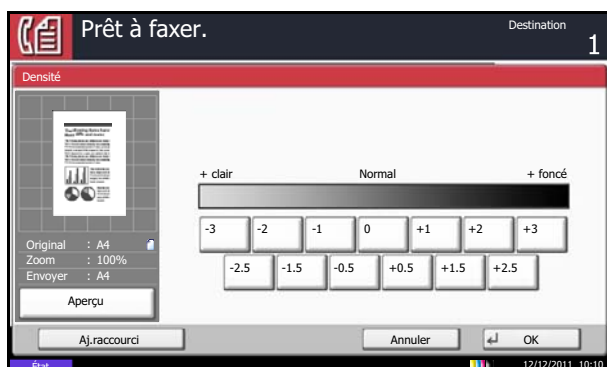 Prêt à faxer.
Destination
1
Densité
+ clair Normal + foncé
-3 -2 -1 0 +1 +2 +3
-2.5 -1.5 -0.5 +0.5 +1.5 +2.5
Original : A4
Zoom : 100%
Envoyer : A4
Aperçu
Aj.raccourci Annuler OK
État 12/12/2011 10:10